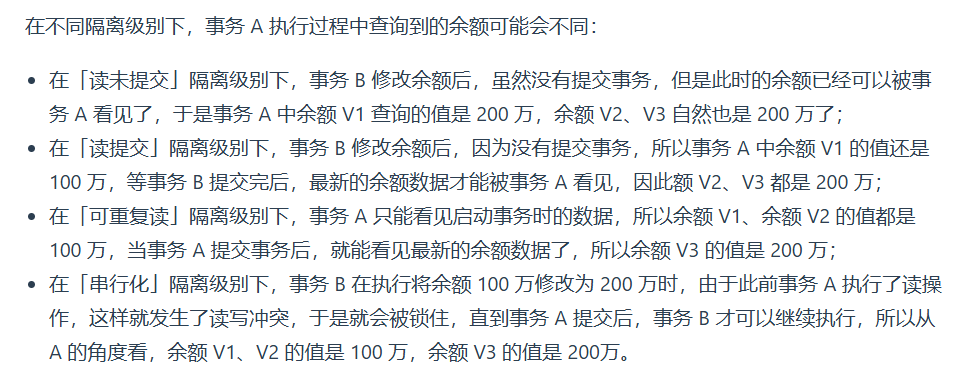 在不同隔离级别下，事务 A 执行过程中查询到的余额可能会不同：
• 在「读未提交」隔离级别下，事务 B 修改余额后，虽然没有提交事务，但是此时的余额已经可以被事
务 A 看见了，于是事务 A 中余额 V1 查询的值是 200 万，余额 V2、V3 自然也是 200 万了；
• 在「读提交」隔离级别下，事务 B 修改余额后，因为没有提交事务，所以事务 A 中余额 V1 的值还是
100 万，等事务 B 提交完后，最新的余额数据才能被事务 A 看见，因此额 V2、V3 都是 200 万；
• 在「可重复读」隔离级别下，事务 A 只能看见启动事务时的数据，所以余额 V1、余额 V2 的值都是
100 万，当事务 A 提交事务后，就能看见最新的余额数据了，所以余额 V3 的值是 200 万；
• 在「串行化」隔离级别下，事务 B 在执行将余额 100 万修改为 200 万时，由于此前事务 A 执行了读操
作，这样就发生了读写冲突，于是就会被锁住，直到事务 A 提交后，事务 B 才可以继续执行，所以从
A 的角度看，余额 V1、V2 的值是 100 万，余额 V3 的值是 200万。